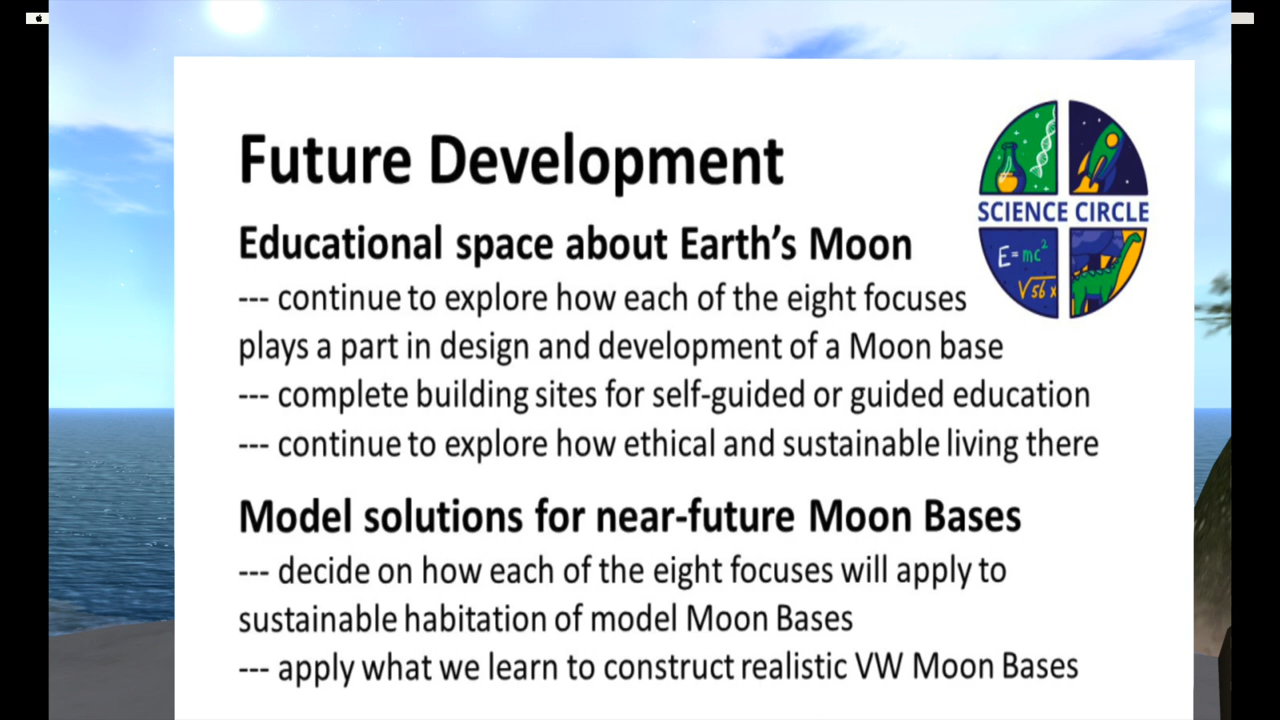 Future Development
SCIENCE CIRCLE
E=mc²
√56 x
Educational space about Earth's Moon
--- continue to explore how each of the eight focuses
plays a part in design and development of a Moon base
--- complete building sites for self-guided or guided education
--- continue to explore how ethical and sustainable living there
Model solutions for near-future Moon Bases
--- decide on how each of the eight focuses will apply to
sustainable habitation of model Moon Bases
--- apply what we learn to construct realistic VW Moon Bases